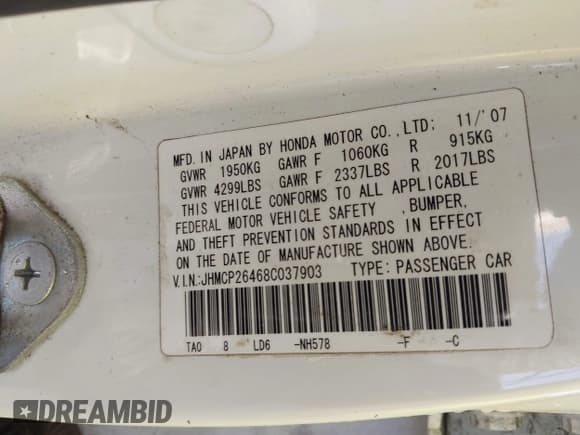 MFD. IN JAPAN BY HONDA MOTOR CO., LTD: 11/'07
GVWR 1950KG GAWR F 1060KG R 915KG
GVWR 4299LBS GAWR F 2337LBS R 2017LBS
THIS VEHICLE CONFORMS TO ALL APPLICABLE
FEDERAL MOTOR VEHICLE SAFETY , BUMPER,
AND THEFT PREVENTION STANDARDS IN EFFECT
ON THE DATE OF MANUFACTURE SHOWN ABOVE.
V.I.N:JHMCP26468C037903 TYPE: PASSENGER CAR
TA0 8 LD6 -NH578 -F -C
DREAMBID